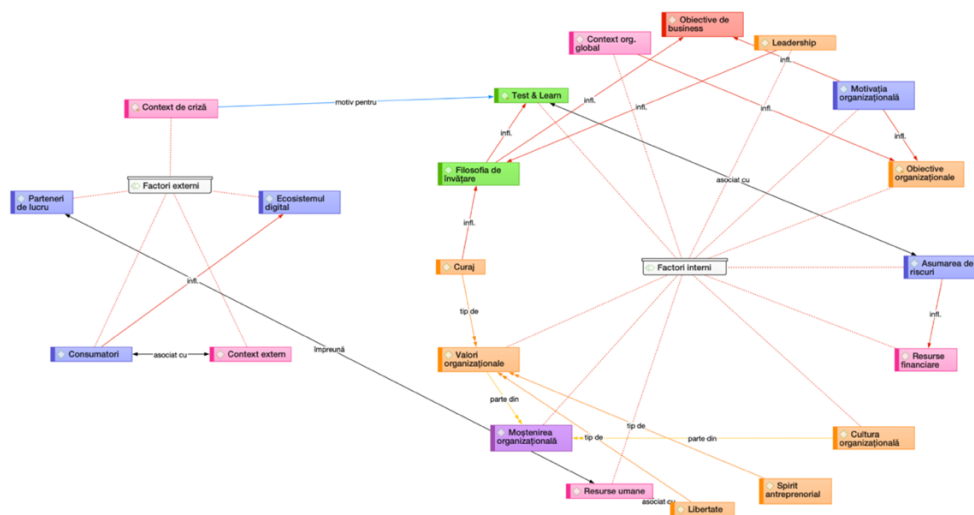 Obiective de
business
Context org.
global
Leadership
infl.
Test & Learn
Motivația
organizațională
Context de criză
motiv pentru
infl.
infl.
infl.
infl.
Filosofia de
învățare
Obiective
organizaționale
Factori externi
asociat cu
Parteneri
de lucru
Ecosistemul
digital
infl.
Curaj
Factori interni
Asumarea de
riscuri
infl.
tip de
infl.
Consumatori
asociat cu
Context extern
împreună
Valori
organizaționale
Resurse
financiare
parte din
Moștenirea
organizațională
tip de
tip de
parte din
Cultura
organizațională
Resurse umane
asociat cu
Libertate
Spirit
antreprenorial